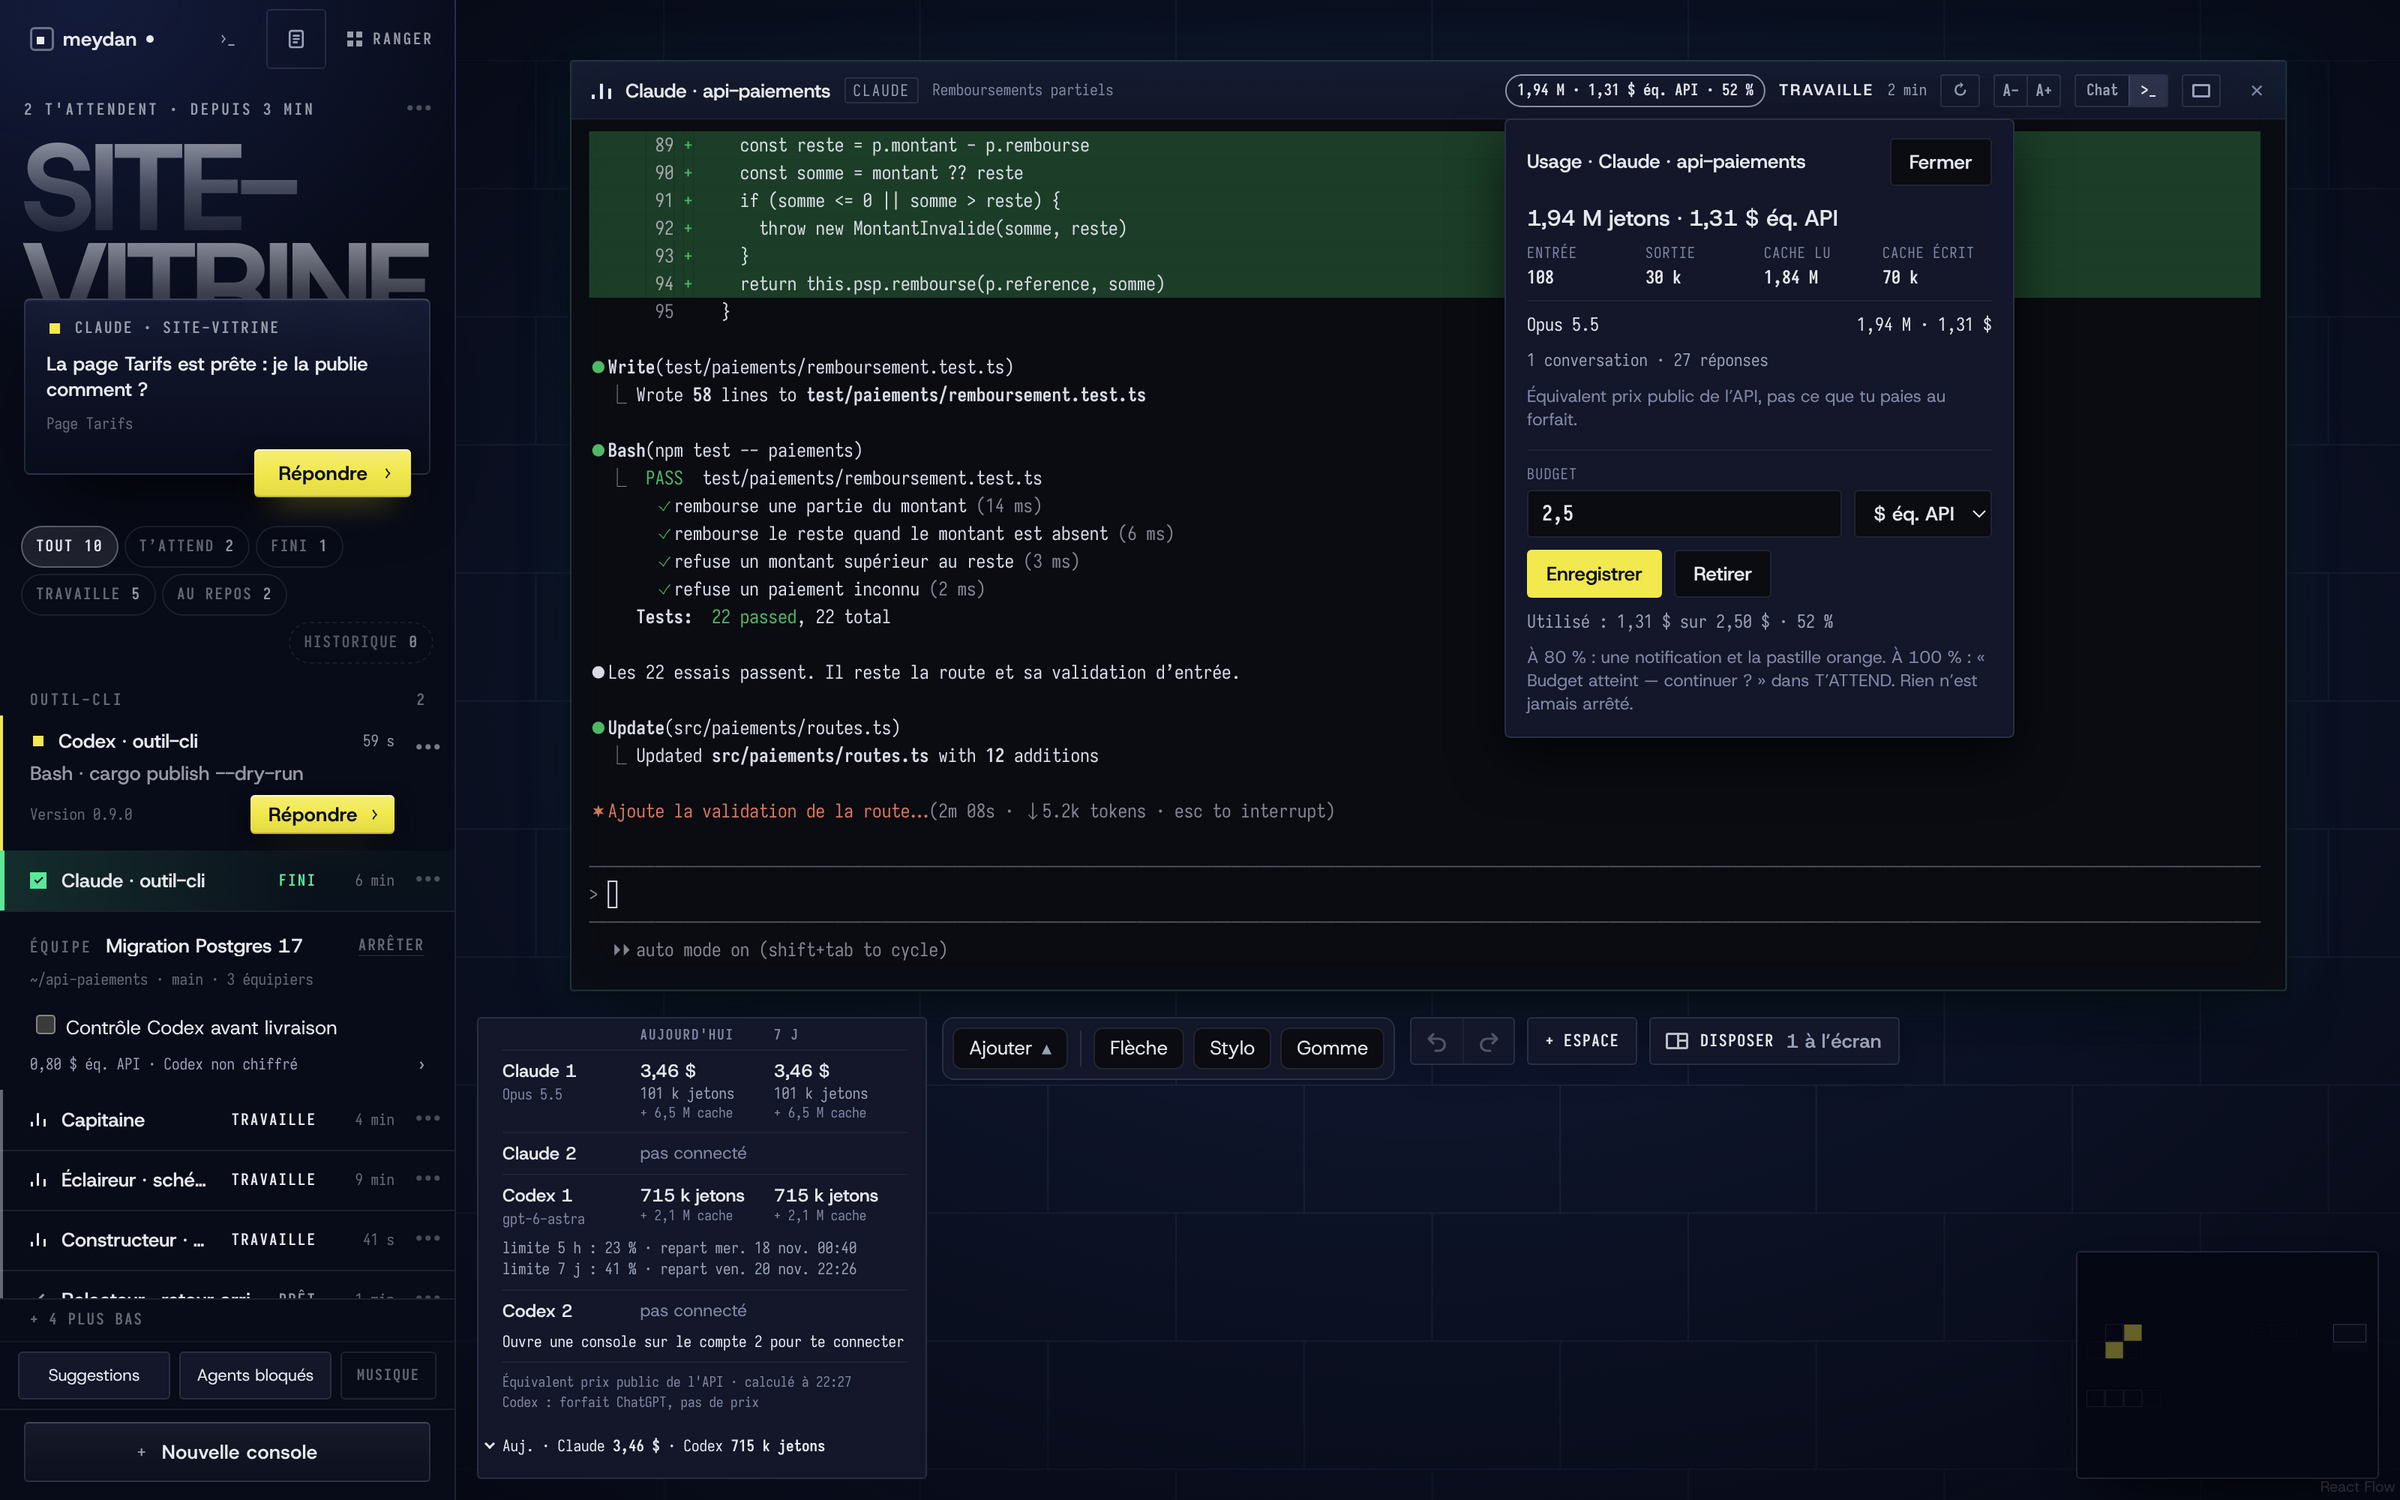 meydan
>_
RANGER
2 T'ATTENDENT · DEPUIS 3 MIN
SITE-
VITRINE
CLAUDE · SITE-VITRINE
La page Tarifs est prête : je la publie
comment ?
Page Tarifs
Répondre ›
TOUT 10
T'ATTEND 2
FINI 1
TRAVAILLE 5
AU REPOS 2
HISTORIQUE 0
OUTIL-CLI 2
Codex · outil-cli 59 s
Bash · cargo publish --dry-run
Version 0.9.0
Répondre ›
Claude · outil-cli FINI 6 min
ÉQUIPE Migration Postgres 17 ARRÊTER
~/api-paiements · main · 3 équipiers
Contrôle Codex avant livraison
0,80 $ éq. API · Codex non chiffré ›
Capitaine TRAVAILLE 4 min
Éclaireur · sché… TRAVAILLE 9 min
Constructeur · … TRAVAILLE 41 s
+ 4 PLUS BAS
Suggestions
Agents bloqués
MUSIQUE
+ Nouvelle console
Claude · api-paiements CLAUDE Remboursements partiels
1,94 M · 1,31 $ éq. API · 52 % TRAVAILLE 2 min
A- A+
Chat >_
89 + const reste = p.montant - p.rembourse
90 + const somme = montant ?? reste
91 + if (somme <= 0 || somme > reste) {
92 + throw new MontantInvalide(somme, reste)
93 + }
94 + return this.psp.rembourse(p.reference, somme)
95 }
Write(test/paiements/remboursement.test.ts)
Wrote 58 lines to test/paiements/remboursement.test.ts
Bash(npm test -- paiements)
PASS test/paiements/remboursement.test.ts
✓ rembourse une partie du montant (14 ms)
✓ rembourse le reste quand le montant est absent (6 ms)
✓ refuse un montant supérieur au reste (3 ms)
✓ refuse un paiement inconnu (2 ms)
Tests: 22 passed, 22 total
Les 22 essais passent. Il reste la route et sa validation d'entrée.
Update(src/paiements/routes.ts)
Updated src/paiements/routes.ts with 12 additions
Ajoute la validation de la route…(2m 08s · ↓5.2k tokens · esc to interrupt)
>
auto mode on (shift+tab to cycle)
Usage · Claude · api-paiements
Fermer
1,94 M jetons · 1,31 $ éq. API
ENTRÉE SORTIE CACHE LU CACHE ÉCRIT
108 30 k 1,84 M 70 k
Opus 5.5 1,94 M · 1,31 $
1 conversation · 27 réponses
Équivalent prix public de l'API, pas ce que tu paies au
forfait.
BUDGET
2,5
$ éq. API
Enregistrer
Retirer
Utilisé : 1,31 $ sur 2,50 $ · 52 %
À 80 % : une notification et la pastille orange. À 100 % : «
Budget atteint — continuer ? » dans T'ATTEND. Rien n'est
jamais arrêté.
AUJOURD'HUI 7 J
Claude 1 3,46 $ 3,46 $
Opus 5.5 101 k jetons 101 k jetons
+ 6,5 M cache + 6,5 M cache
Claude 2 pas connecté
Codex 1 715 k jetons 715 k jetons
gpt-6-astra + 2,1 M cache + 2,1 M cache
limite 5 h : 23 % · repart mer. 18 nov. 00:40
limite 7 j : 41 % · repart ven. 20 nov. 22:26
Codex 2 pas connecté
Ouvre une console sur le compte 2 pour te connecter
Équivalent prix public de l'API · calculé à 22:27
Codex : forfait ChatGPT, pas de prix
Auj. · Claude 3,46 $ · Codex 715 k jetons
Ajouter ▲
Flèche
Stylo
Gomme
+ ESPACE
DISPOSER 1 à l'écran
React Flow